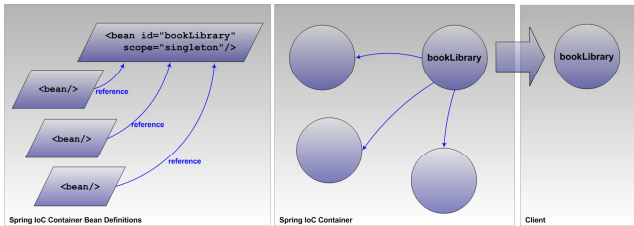 <bean id="bookLibrary"
scope="singleton"/>
<bean/>
reference
<bean/>
reference
<bean/>
reference
Spring IoC Container Bean Definitions
bookLibrary
Spring IoC Container
bookLibrary
Client